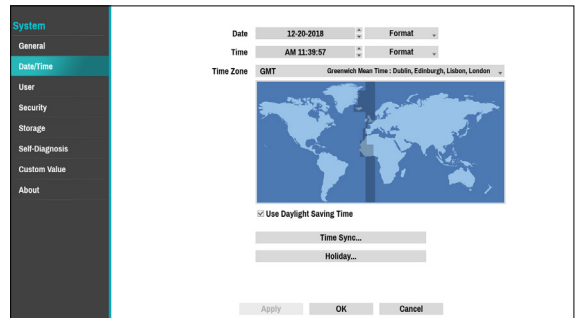 System
General
Date/Time
User
Security
Storage
Self-Diagnosis
Custom Value
About
Date 12-20-2018 Format
Time AM 11:39:57 Format
Time Zone GMT Greenwich Mean Time : Dublin, Edinburgh, Lisbon, London
Use Daylight Saving Time
Time Sync...
Holiday...
Apply OK Cancel